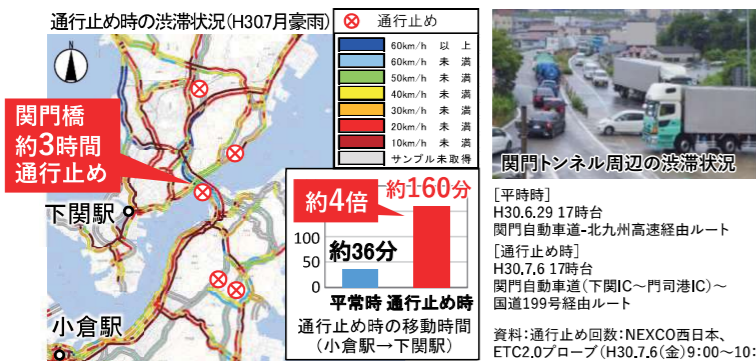 通行止め時の渋滞状況(H30.7月豪雨)
通行止め
60km/h 以上
60km/h 未満
50km/h 未満
40km/h 未満
30km/h 未満
20km/h 未満
10km/h 未満
サンプル未取得
関門橋
約3時間
通行止め
下関駅
小倉駅
約4倍
約160分
約36分
100
50
0
平常時 通行止め時
通行止め時の移動時間
(小倉駅→下関駅)
関門トンネル周辺の渋滞状況
[平時時]
H30.6.29 17時台
関門自動車道-北九州高速経由ルート
[通行止め時]
H30.7.6 17時台
関門自動車道(下関IC～門司港IC)～
国道199号経由ルート
資料:通行止め回数:NEXCO西日本、
ETC2.0プローブ(H30.7.6(金)9:00～10: